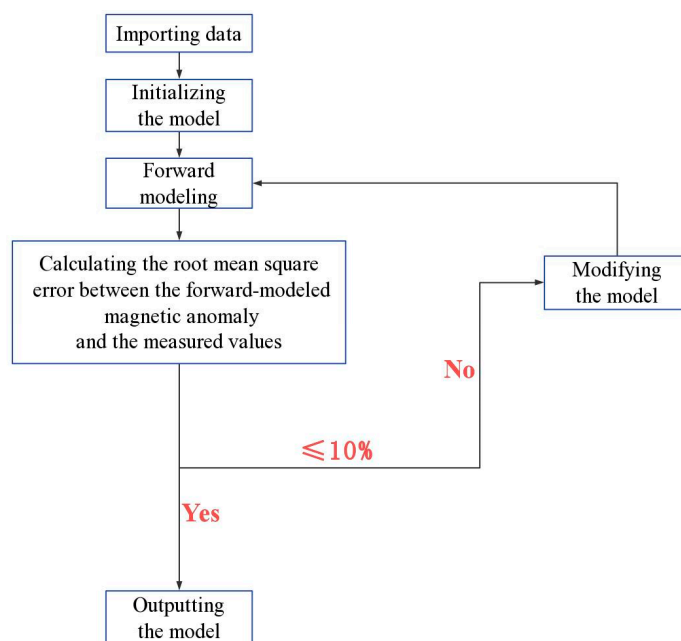 Importing data
Initializing
the model
Forward
modeling
Calculating the root mean square
error between the forward-modeled
magnetic anomaly
and the measured values
Modifying
the model
No
≤10%
Yes
Outputting
the model